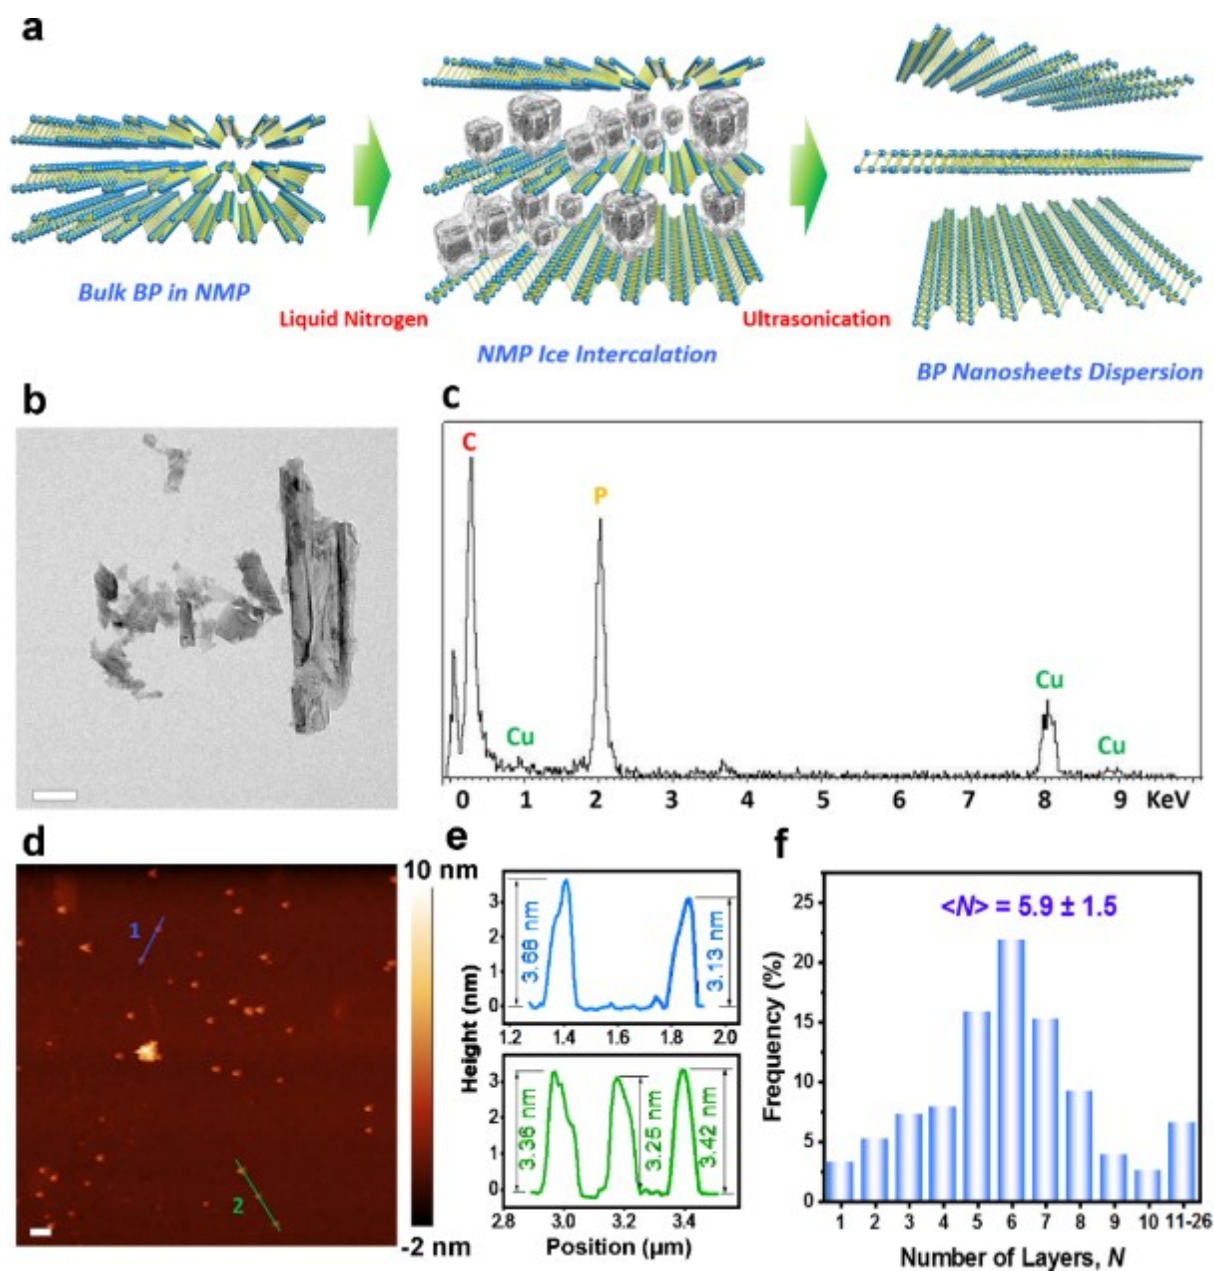 a
Bulk BP in NMP
Liquid Nitrogen
NMP Ice Intercalation
Ultrasonication
BP Nanosheets Dispersion
b
c
C
P
Cu
Cu
Cu
0 1 2 3 4 5 6 7 8 9 KeV
d
10 nm
-2 nm
1
2
e
Height (nm)
3
2
1
0
3.68 nm
3.13 nm
1.2 1.4 1.6 1.8 2.0
3
2
1
0
3.36 nm
3.25 nm
3.42 nm
2.8 3.0 3.2 3.4
Position (μm)
f
<N> = 5.9 ± 1.5
Frequency (%)
25
20
15
10
5
0
1 2 3 4 5 6 7 8 9 10 11-26
Number of Layers, N